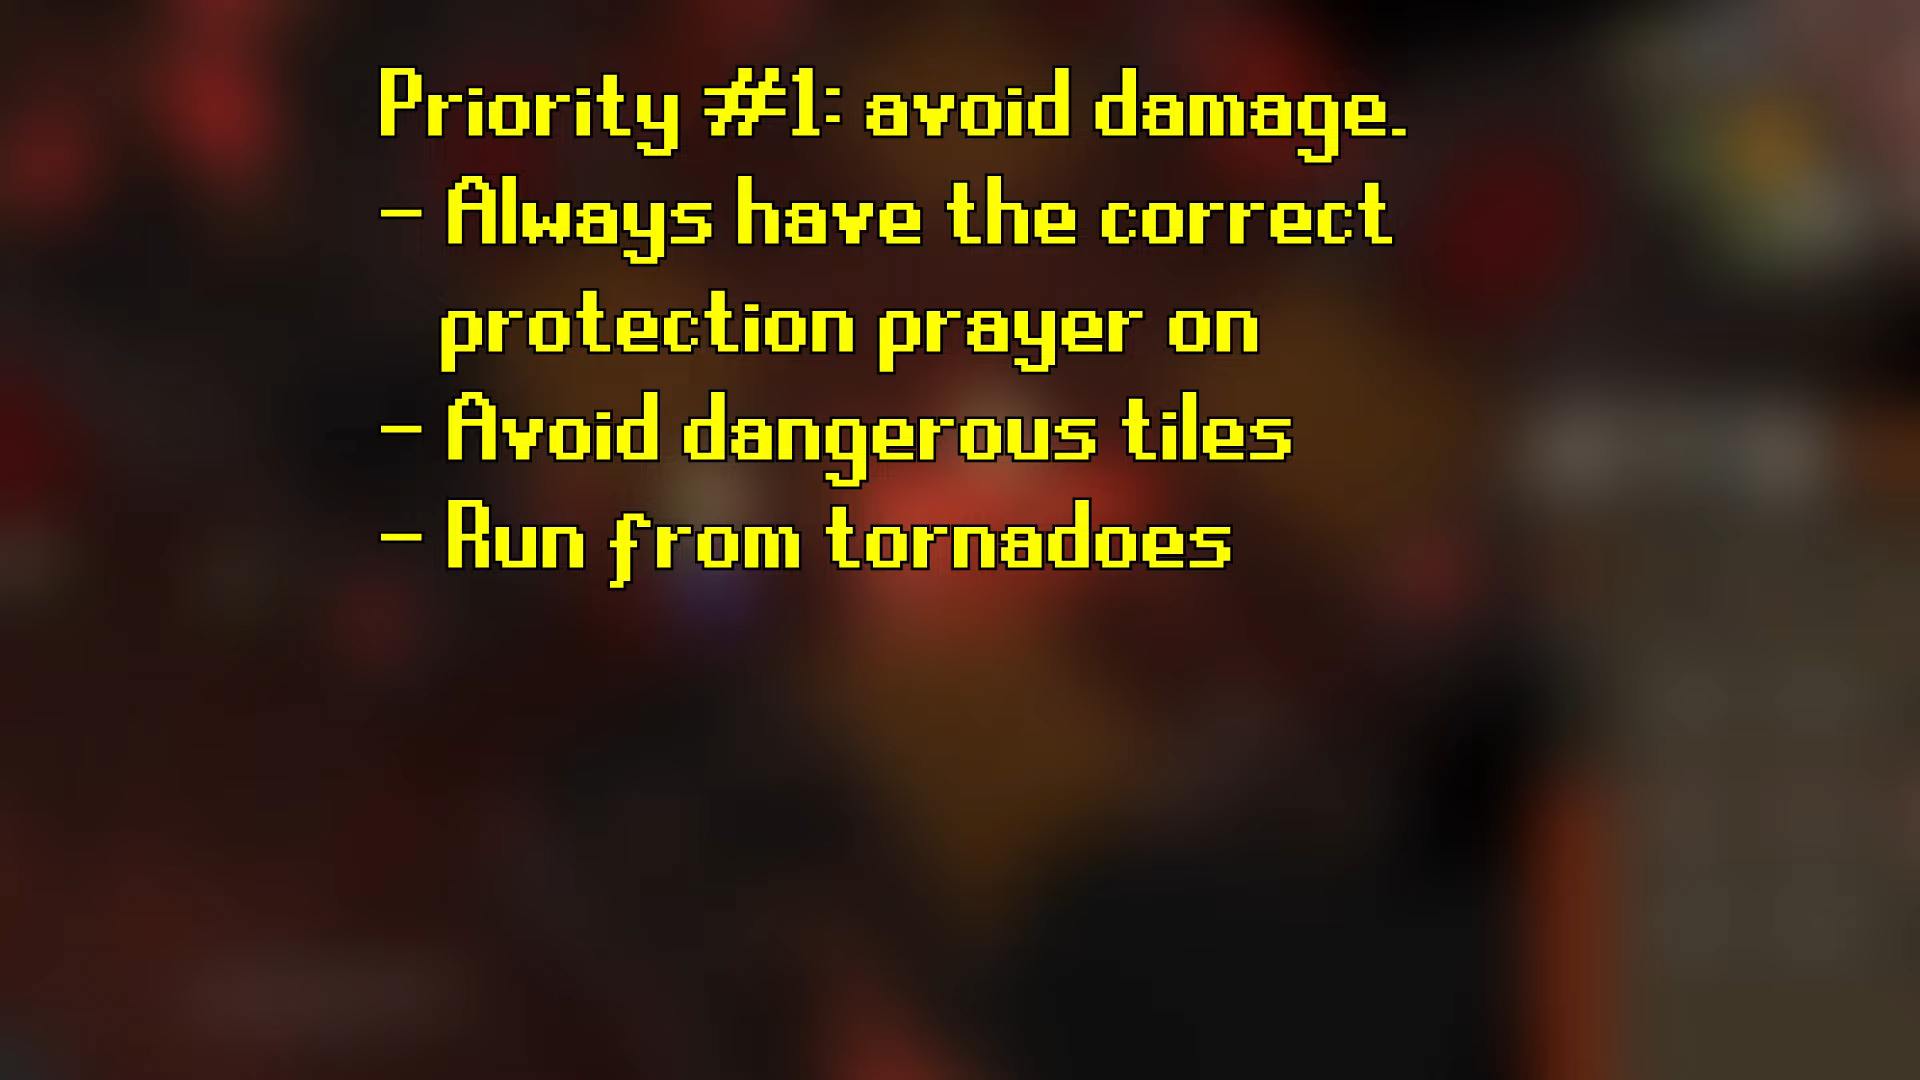 Priority #1: avoid damage.
- Always have the correct
protection prayer on
- Avoid dangerous tiles
- Run from tornadoes